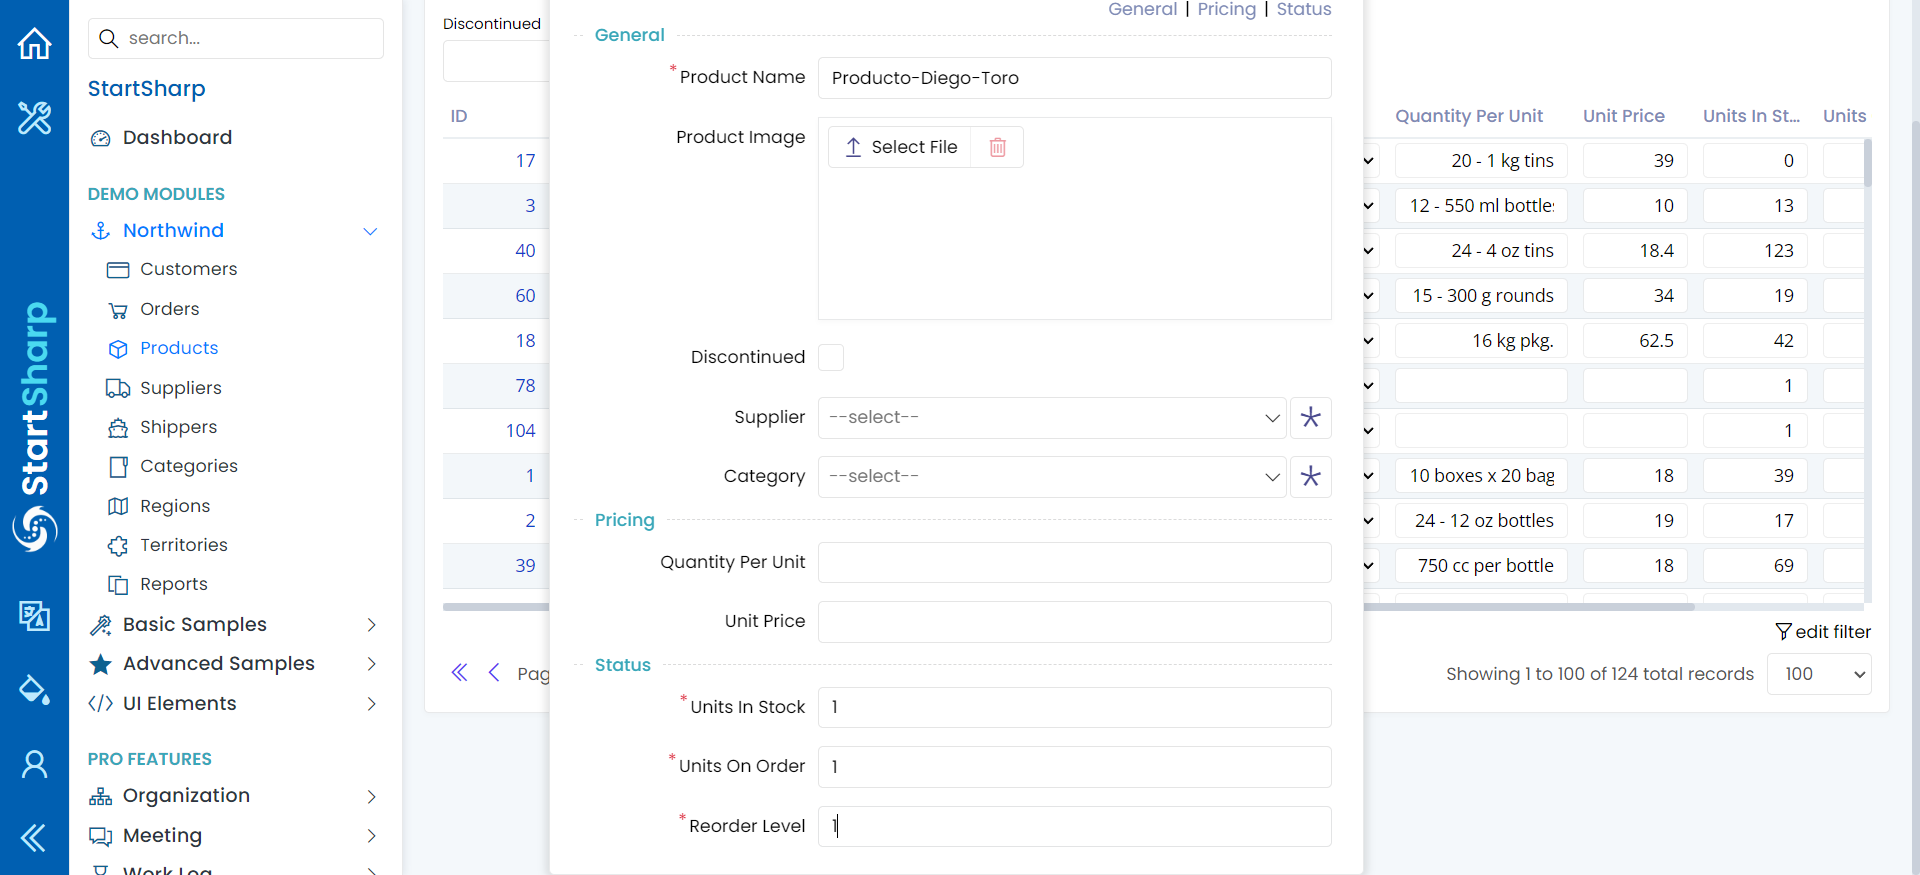 search...
StartSharp
Dashboard
DEMO MODULES
Northwind
Customers
Orders
Products
Suppliers
Shippers
Categories
Regions
Territories
Reports
Basic Samples
Advanced Samples
UI Elements
PRO FEATURES
Organization
Meeting
Work Log
StartSharp
Discontinued
ID
17
3
40
60
18
78
104
1
2
39
General | Pricing | Status
General
* Product Name Producto-Diego-Toro
Product Image Select File
Discontinued
Supplier --select--
Category --select--
Pricing
Quantity Per Unit
Unit Price
Status
* Units In Stock 1
* Units On Order 1
* Reorder Level 1
Quantity Per Unit Unit Price Units In St... Units
20 - 1 kg tins 39 0
12 - 550 ml bottles 10 13
24 - 4 oz tins 18.4 123
15 - 300 g rounds 34 19
16 kg pkg. 62.5 42
1
1
10 boxes x 20 bag 18 39
24 - 12 oz bottles 19 17
750 cc per bottle 18 69
edit filter
Pag
Showing 1 to 100 of 124 total records 100